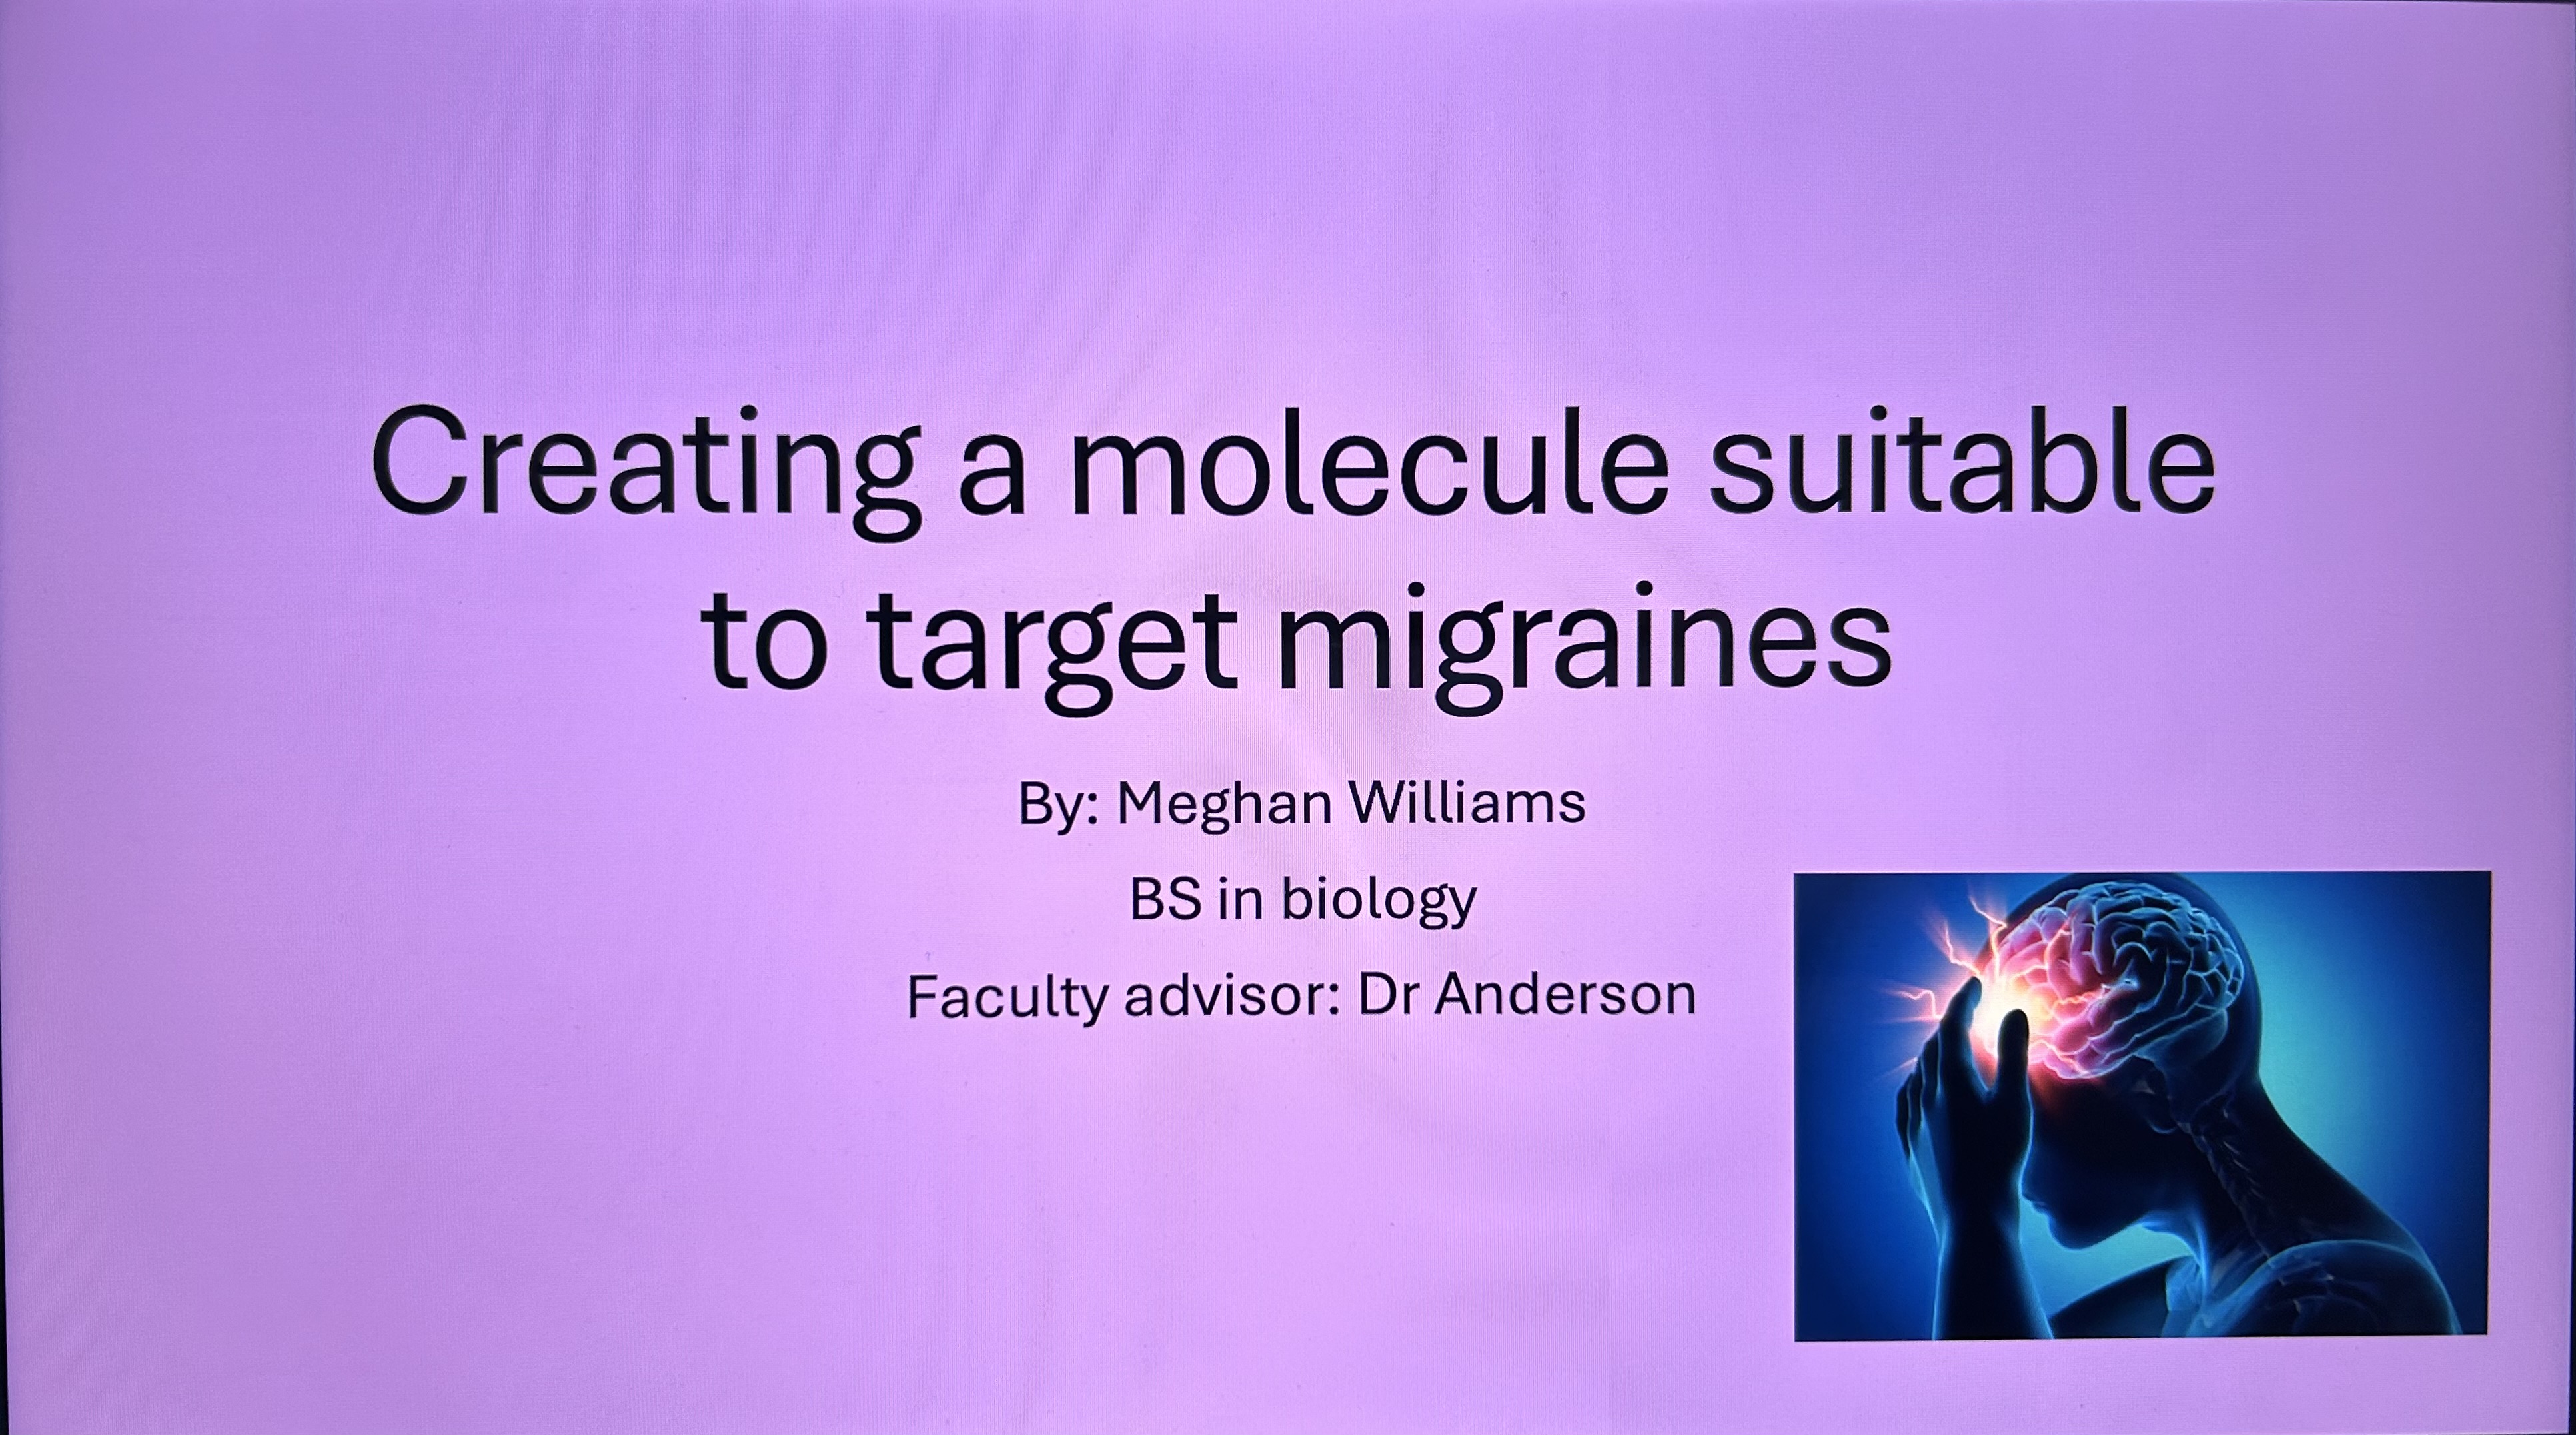 Creating a molecule suitable
to target migraines
By: Meghan Williams
BS in biology
Faculty advisor: Dr Anderson